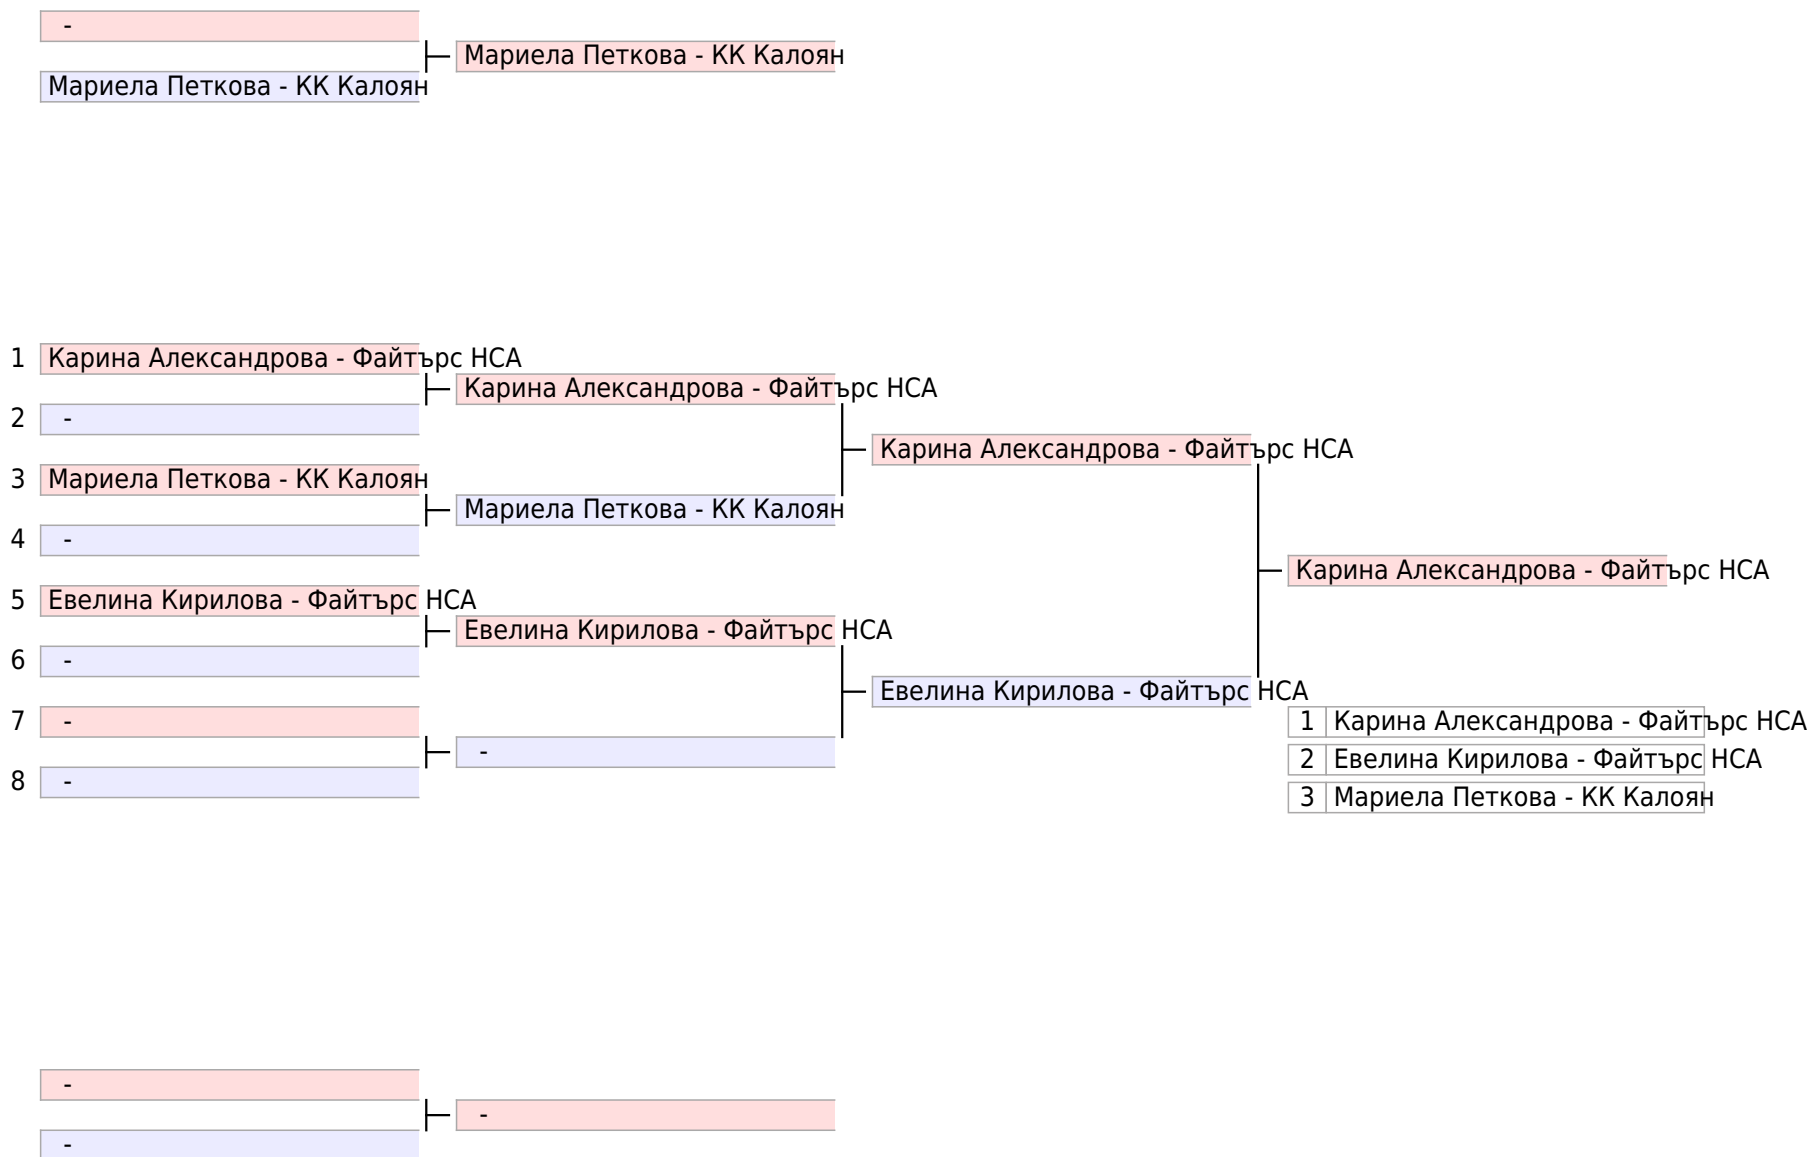 -
Мариела Петкова - КК Калоян
Мариела Петкова - КК Калоян
1 Карина Александрова - Файтърс НСА
Карина Александрова - Файтърс НСА
2 -
Карина Александрова - Файтърс НСА
3 Мариела Петкова - КК Калоян
Мариела Петкова - КК Калоян
4 -
Карина Александрова - Файтърс НСА
5 Евелина Кирилова - Файтърс НСА
Евелина Кирилова - Файтърс НСА
6 -
Евелина Кирилова - Файтърс НСА
7 -
-
8 -
1 Карина Александрова - Файтърс НСА
2 Евелина Кирилова - Файтърс НСА
3 Мариела Петкова - КК Калоян
-
-
-